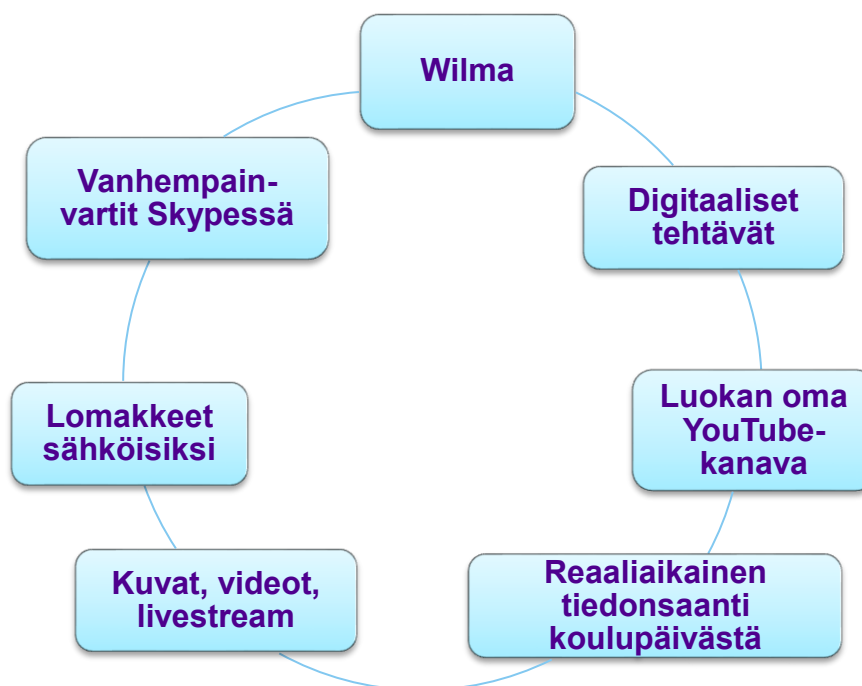 Wilma
Digitaaliset
tehtävät
Luokan oma
YouTube-
kanava
Reaaliaikainen
tiedonsaanti
koulupäivästä
Kuvat, videot,
livestream
Lomakkeet
sähköisiksi
Vanhempain-
vartit Skypessä